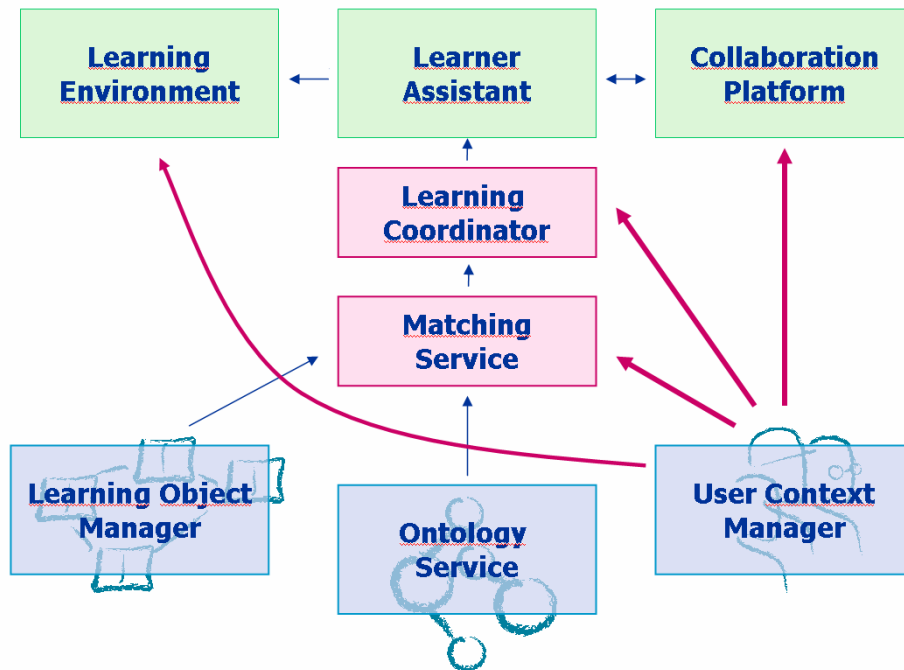 Learning
Environment
Learner
Assistant
Collaboration
Platform
Learning
Coordinator
Matching
Service
Learning Object
Manager
Ontology
Service
User Context
Manager